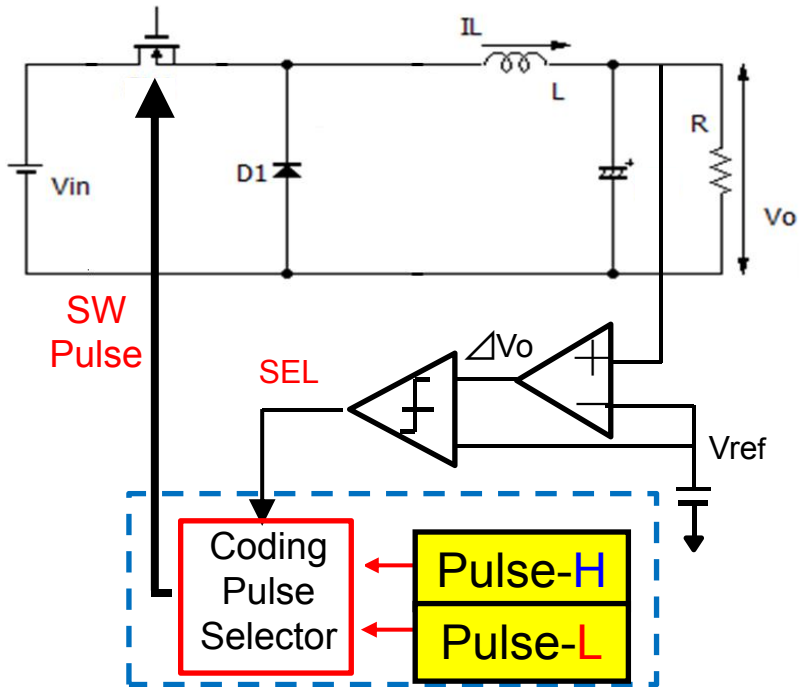 IL
L
R
D1
Vin
Vo
SW
Pulse
⊿Vo
SEL
Vref
Coding
Pulse
Selector
Pulse-H
Pulse-L